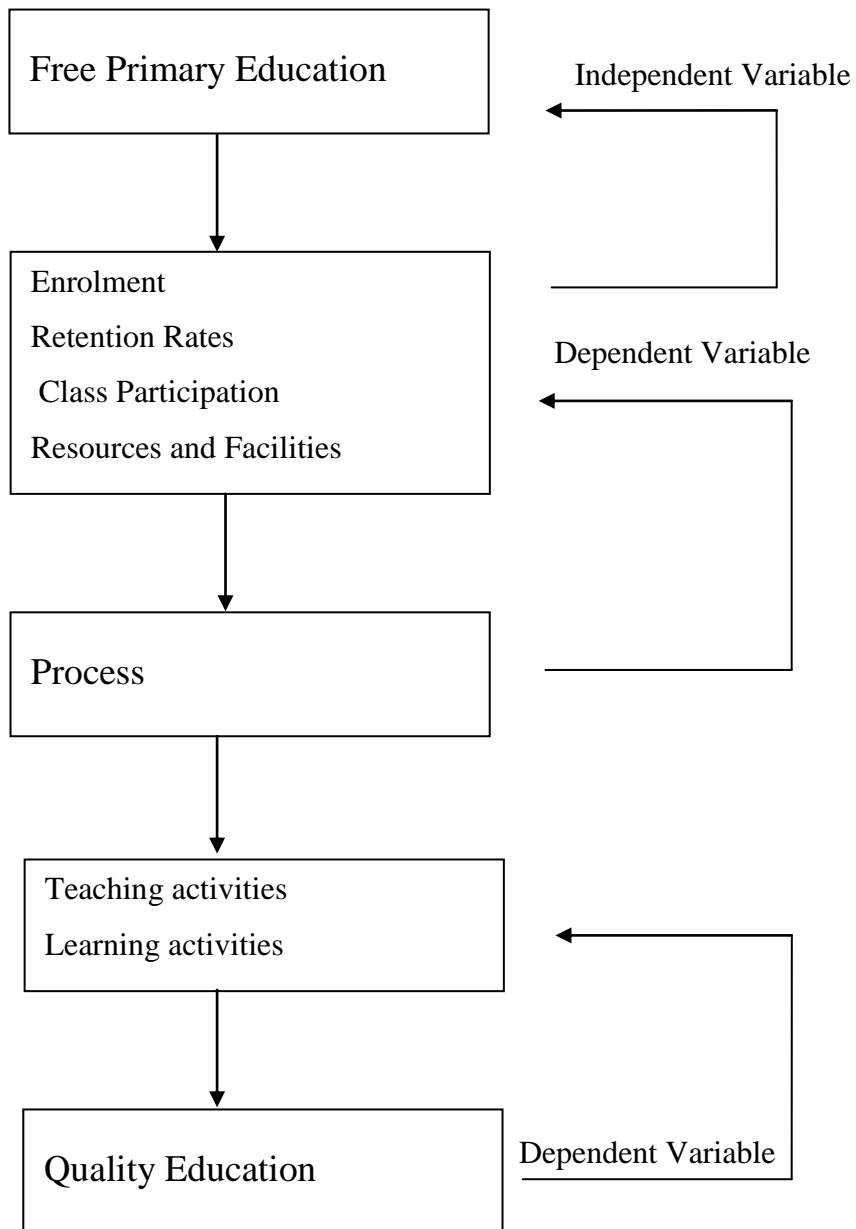 Free Primary Education
Independent Variable
Enrolment
Retention Rates
Class Participation
Resources and Facilities
Dependent Variable
Process
Teaching activities
Learning activities
Quality Education
Dependent Variable